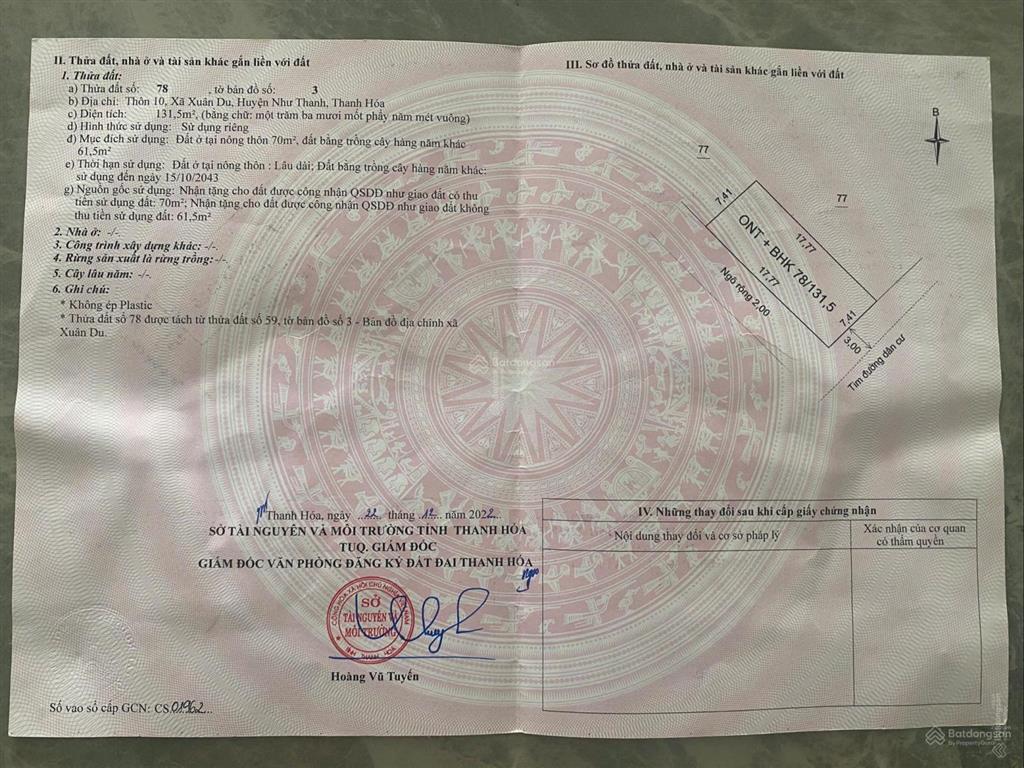 II. Thửa đất, nhà ở và tài sản khác gắn liền với đất
1. Thửa đất:
a) Thửa đất số: 78 , tờ bản đồ số: 3
b) Địa chỉ: Thôn 10, Xã Xuân Du, Huyện Như Thanh, Thanh Hóa
c) Diện tích: 131,5m², (bằng chữ: một trăm ba mươi mốt phẩy năm mét vuông)
d) Hình thức sử dụng: Sử dụng riêng
đ) Mục đích sử dụng: Đất ở tại nông thôn 70m², đất bằng trồng cây hàng năm khác
61,5m²
e) Thời hạn sử dụng: Đất ở tại nông thôn : Lâu dài; Đất bằng trồng cây hàng năm khác:
sử dụng đến ngày 15/10/2043
g) Nguồn gốc sử dụng: Nhận tặng cho đất được công nhận QSDĐ như giao đất có thu
tiền sử dụng đất: 70m²; Nhận tặng cho đất được công nhận QSDĐ như giao đất không
thu tiền sử dụng đất: 61,5m²
2. Nhà ở: -/-
3. Công trình xây dựng khác: -/-
4. Rừng sản xuất là rừng trồng:-/-
5. Cây lâu năm: -/-
6. Ghi chú:
* Không ép Plastic
* Thửa đất số 78 được tách từ thửa đất số 59, tờ bản đồ số 3 - Bản đồ địa chính xã
Xuân Du.
Thanh Hóa, ngày 22 tháng 12 năm 2022
SỞ TÀI NGUYÊN VÀ MÔI TRƯỜNG TỈNH THANH HÓA
TUQ. GIÁM ĐỐC
GIÁM ĐỐC VĂN PHÒNG ĐĂNG KÝ ĐẤT ĐAI THANH HÓA
SỞ
TÀI NGUYÊN VÀ
MÔI TRƯỜNG
Hoàng Vũ Tuyến
Số vào sổ cấp GCN: CS.01962..
III. Sơ đồ thửa đất, nhà ở và tài sản khác gắn liền với đất
B
77
77
7,41
17,77
ONT + BHK 78/131,5
17,77
Ngõ rộng 2,00
7,41
3,00
Tim đường dân cư
IV. Những thay đổi sau khi cấp giấy chứng nhận
Nội dung thay đổi và cơ sở pháp lý
Xác nhận của cơ quan
có thẩm quyền
Batdongsan
Batdongsan
by PropertyGuru